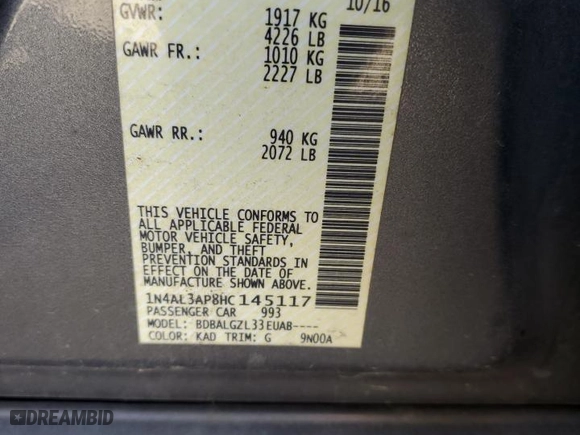 10/16
GVWR: 1917 KG
4226 LB
GAWR FR.: 1010 KG
2227 LB
GAWR RR.: 940 KG
2072 LB
THIS VEHICLE CONFORMS TO
ALL APPLICABLE FEDERAL
MOTOR VEHICLE SAFETY,
BUMPER, AND THEFT
PREVENTION STANDARDS IN
EFFECT ON THE DATE OF
MANUFACTURE SHOWN ABOVE.
1N4AL3AP8HC145117
PASSENGER CAR 993
MODEL: BDBALGZL33EUAB----
COLOR: KAD TRIM: G 9N00A
DREAMBID